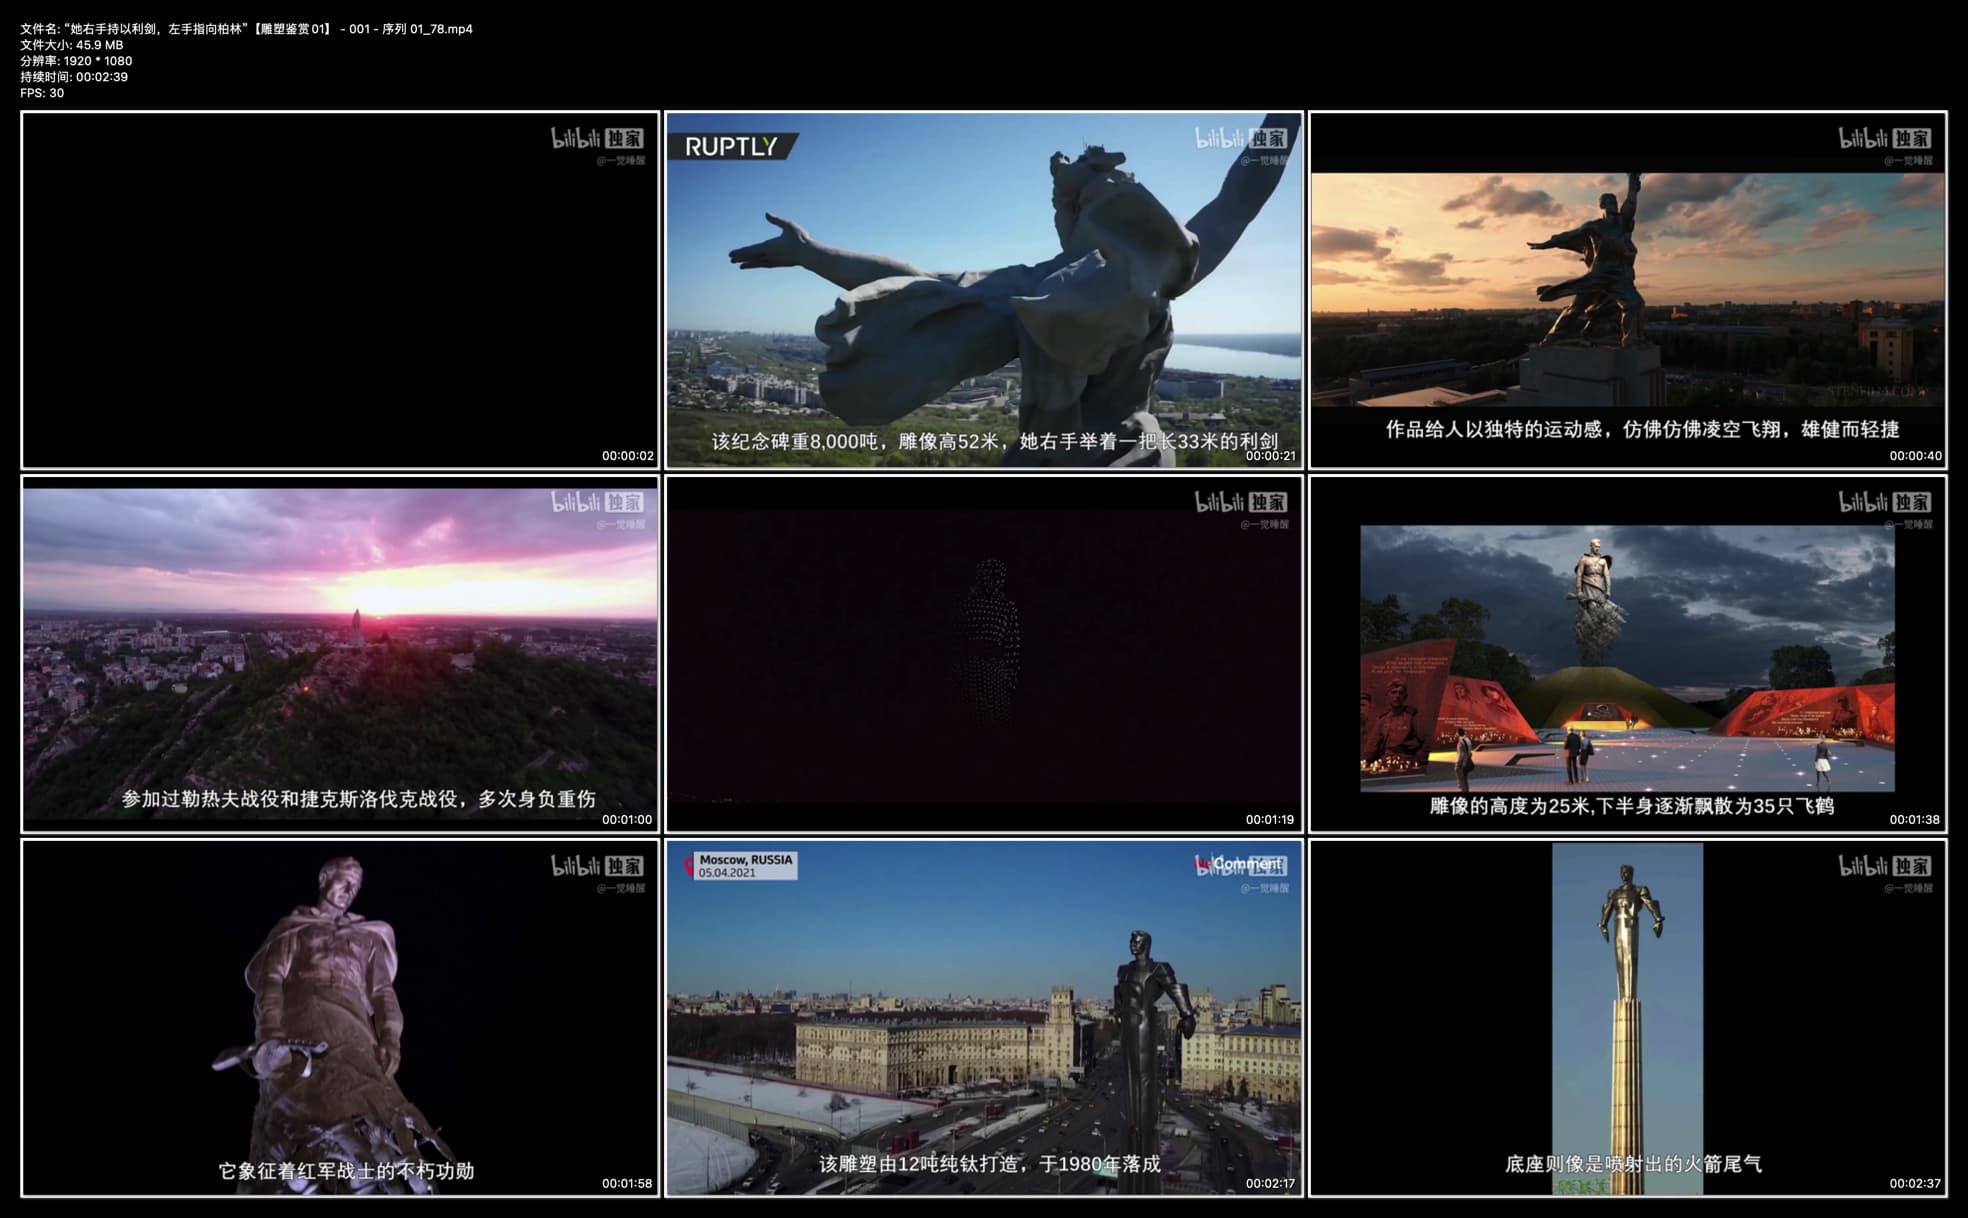 文件名: “她右手持以利剑，左手指向柏林”【雕塑鉴赏01】 - 001 - 序列 01_78.mp4
文件大小: 45.9 MB
分辨率: 1920 * 1080
持续时间: 00:02:39
FPS: 30
bilibili 独家
@一觉睡醒
00:00:02
RUPTLY
bilibili 独家
@一觉睡醒
该纪念碑重8,000吨，雕像高52米，她右手举着一把长33米的利剑
00:00:21
bilibili 独家
@一觉睡醒
作品给人以独特的运动感，仿佛仿佛凌空飞翔，雄健而轻捷
00:00:40
bilibili 独家
@一觉睡醒
参加过勒热夫战役和捷克斯洛伐克战役，多次身负重伤
00:01:00
bilibili 独家
@一觉睡醒
00:01:19
bilibili 独家
@一觉睡醒
雕像的高度为25米,下半身逐渐飘散为35只飞鹤
00:01:38
bilibili 独家
@一觉睡醒
它象征着红军战士的不朽功勋
00:01:58
Moscow, RUSSIA
05.04.2021
Comment
bilibili 独家
@一觉睡醒
该雕塑由12吨纯钛打造，于1980年落成
00:02:17
bilibili 独家
@一觉睡醒
底座则像是喷射出的火箭尾气
00:02:37